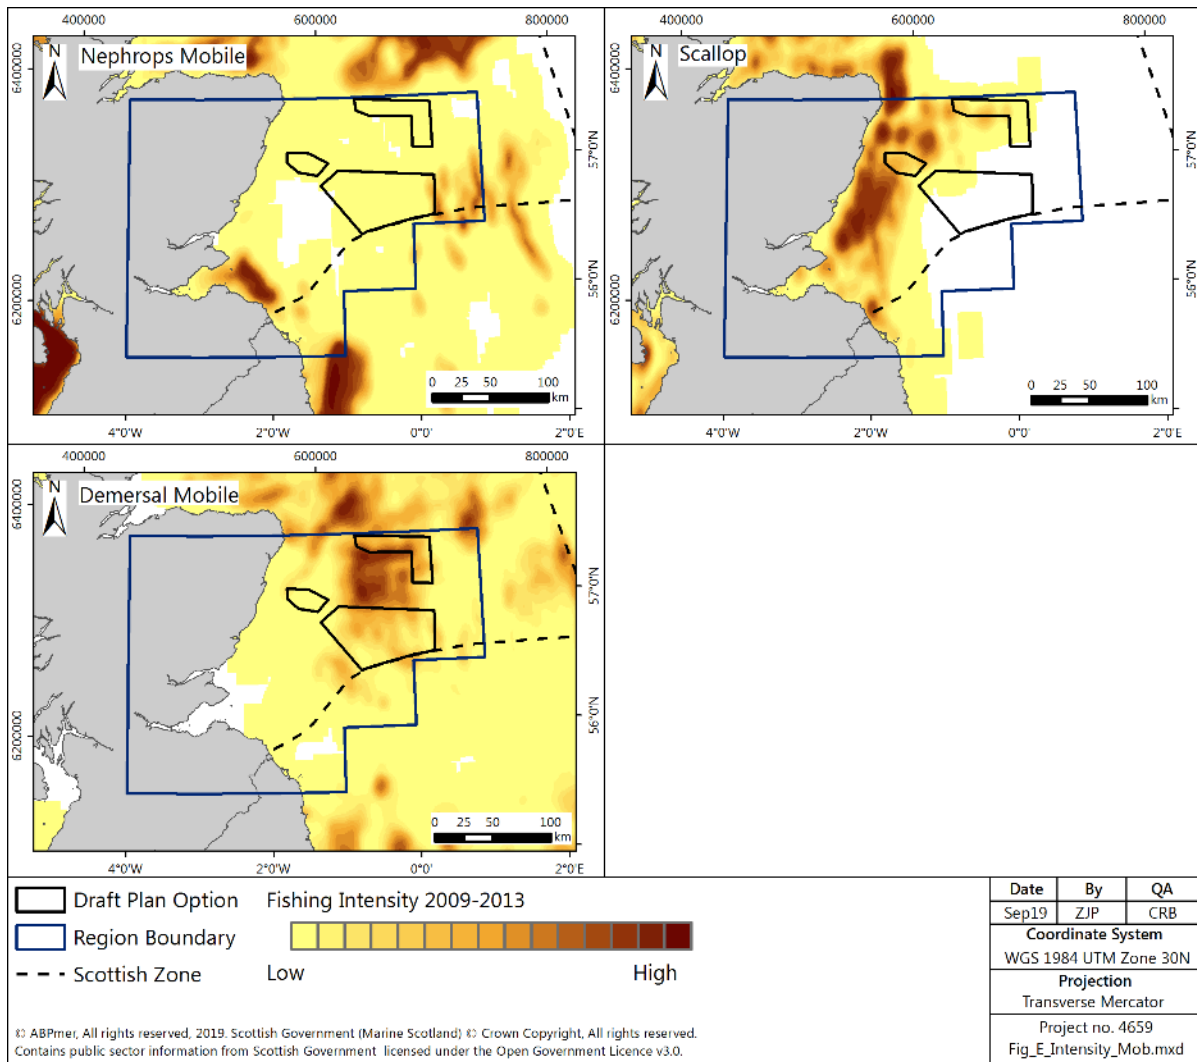 400000 600000 800000
N
Nephrops Mobile
6400000
6200000
57°0'N
56°0'N
0 25 50 100
km
4°0'W 2°0'W 0°0' 2°0'E
400000 600000 800000
N
Scallop
6400000
6200000
57°0'N
56°0'N
0 25 50 100
km
4°0'W 2°0'W 0°0' 2°0'E
400000 600000 800000
N
Demersal Mobile
6400000
6200000
57°0'N
56°0'N
0 25 50 100
km
4°0'W 2°0'W 0°0' 2°0'E
Draft Plan Option
Region Boundary
Scottish Zone
Fishing Intensity 2009-2013
Low High
© ABPmer, All rights reserved, 2019. Scottish Government (Marine Scotland) © Crown Copyright, All rights reserved.
Contains public sector information from Scottish Government licensed under the Open Government Licence v3.0.
Date By QA
Sep19 ZJP CRB
Coordinate System
WGS 1984 UTM Zone 30N
Projection
Transverse Mercator
Project no. 4659
Fig_E_Intensity_Mob.mxd